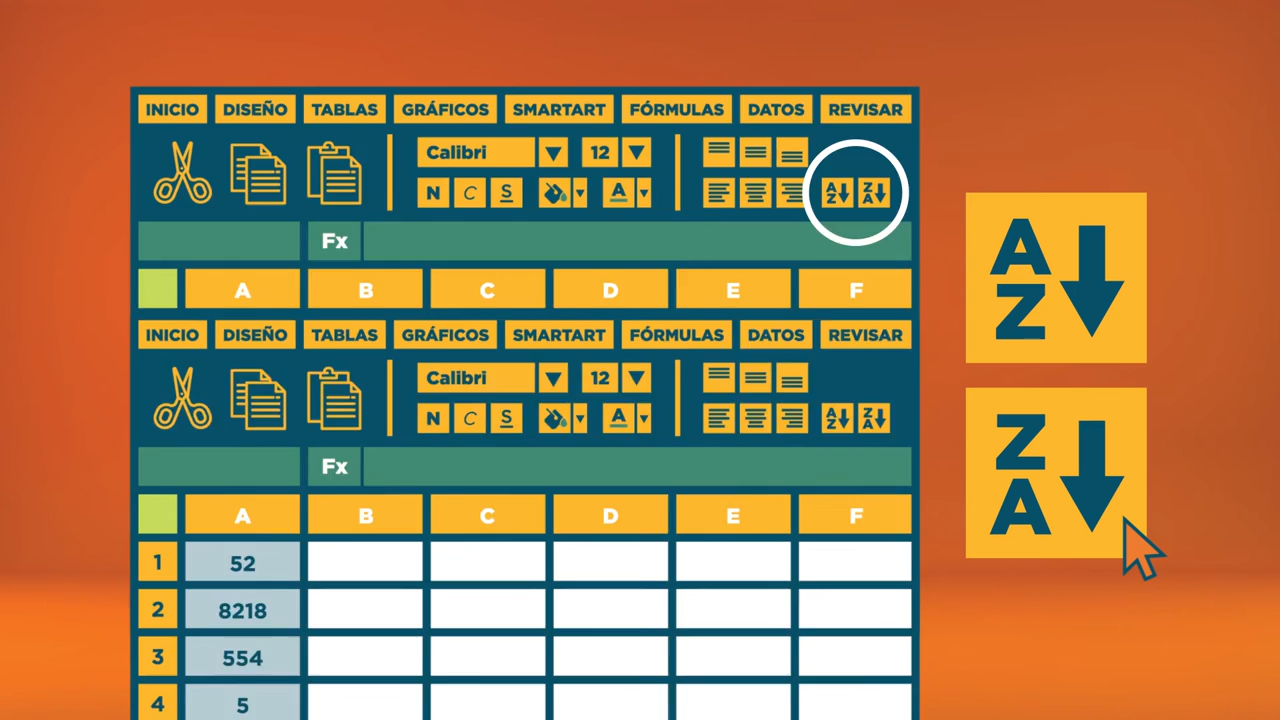 INICIO DISEÑO TABLAS GRÁFICOS SMARTART FÓRMULAS DATOS REVISAR
Calibri 12
N C S A A Z Z A
Fx
A B C D E F
INICIO DISEÑO TABLAS GRÁFICOS SMARTART FÓRMULAS DATOS REVISAR
Calibri 12
N C S A A Z Z A
Fx
A B C D E F
1 52
2 8218
3 554
4 5
A
Z
Z
A